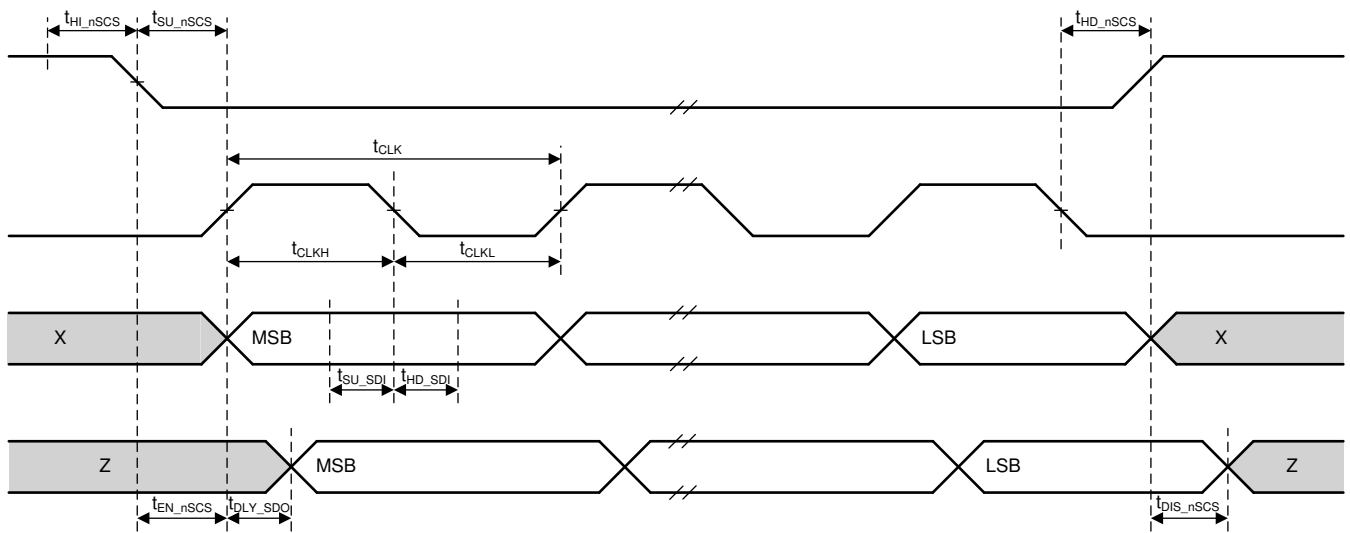 tHI_nSCS tSU_nSCS tHD_nSCS
tCLK
tCLKH tCLKL
X MSB LSB X
tSU_SDI tHD_SDI
Z MSB LSB Z
tEN_nSCS tDLY_SDO tDIS_nSCS